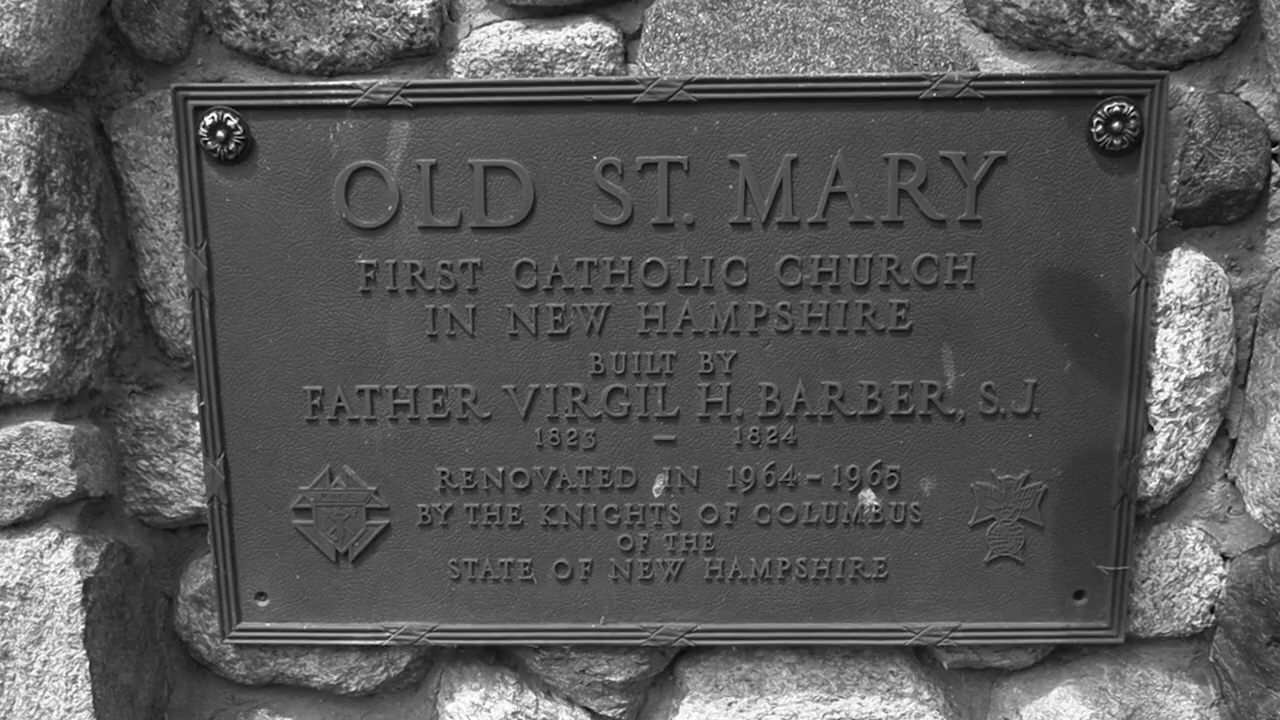 OLD ST. MARY
FIRST CATHOLIC CHURCH
IN NEW HAMPSHIRE
BUILT BY
FATHER VIRGIL H. BARBER, S.J.
1823 — 1824
RENOVATED IN 1964-1965
BY THE KNIGHTS OF COLUMBUS
OF THE
STATE OF NEW HAMPSHIRE